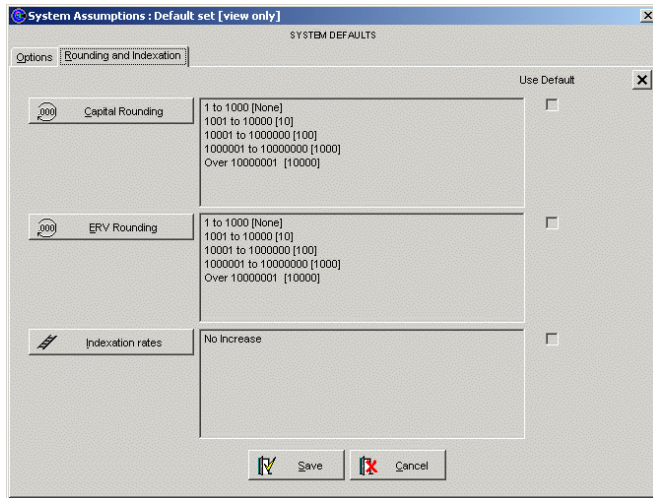 System Assumptions : Default set [view only]
SYSTEM DEFAULTS
Options Rounding and Indexation
Use Default
.000 Capital Rounding
1 to 1000 [None]
1001 to 10000 [10]
10001 to 1000000 [100]
1000001 to 10000000 [1000]
Over 10000001 [10000]
.000 ERV Rounding
1 to 1000 [None]
1001 to 10000 [10]
10001 to 1000000 [100]
1000001 to 10000000 [1000]
Over 10000001 [10000]
Indexation rates
No Increase
Save Cancel